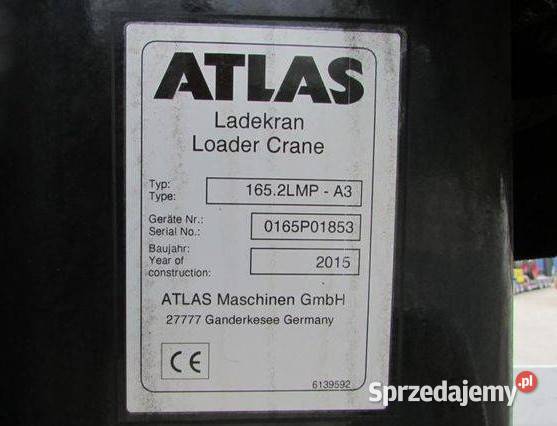 ATLAS
Ladekran
Loader Crane
Typ:
Type:
165.2LMP - A3
Geräte Nr.:
Serial No.:
0165P01853
Baujahr:
Year of
construction:
2015
ATLAS Maschinen GmbH
27777 Ganderkesee Germany
CE
6139592
Sprzedajemy.pl